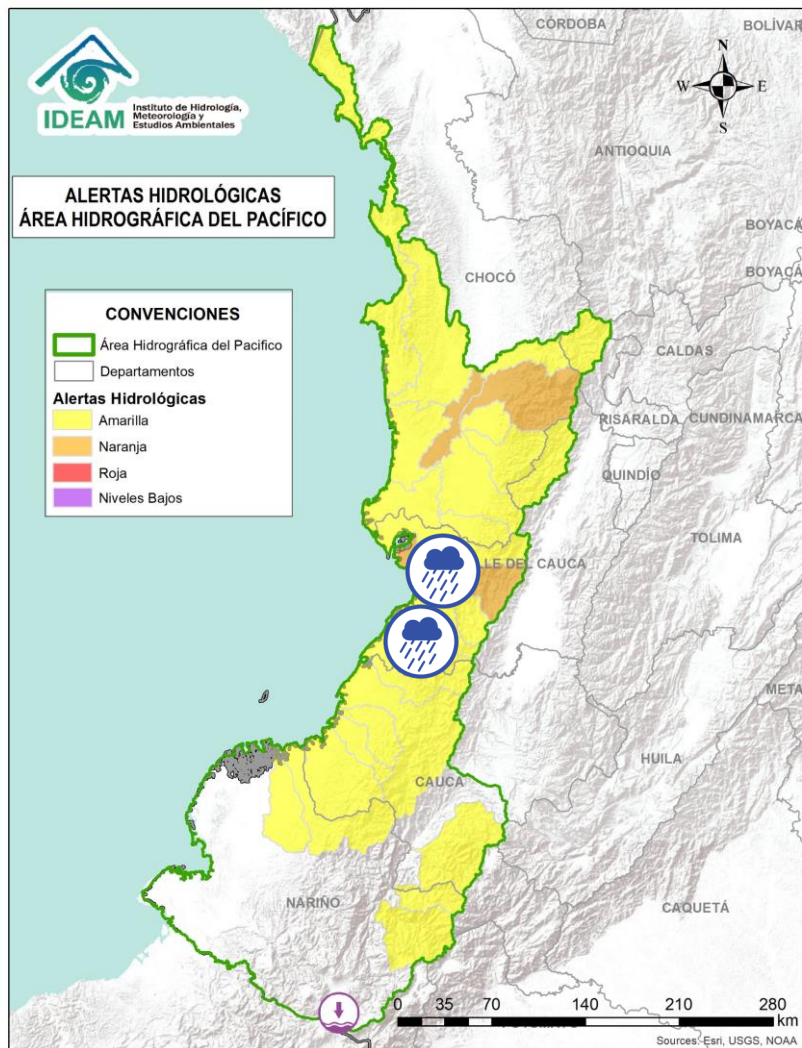 CÓRDOBA
BOLÍVAR
IDEAM
Instituto de Hidrología,
Meteorología y
Estudios Ambientales
N
W
E
S
ANTIOQUIA
ALERTAS HIDROLÓGICAS
ÁREA HIDROGRÁFICA DEL PACÍFICO
BOYACÁ
BOYACÁ
CHOCÓ
CONVENCIONES
Área Hidrográfica del Pacifico
Departamentos
Alertas Hidrológicas
Amarilla
Naranja
Roja
Niveles Bajos
CALDAS
RISARALDA
CUNDINAMARCA
QUINDÍO
TOLIMA
LLE DEL CAUCA
META
HUILA
CAUCA
NARIÑO
CAQUETÁ
0 35 70 140 210 280
km
Sources: Esri, USGS, NOAA